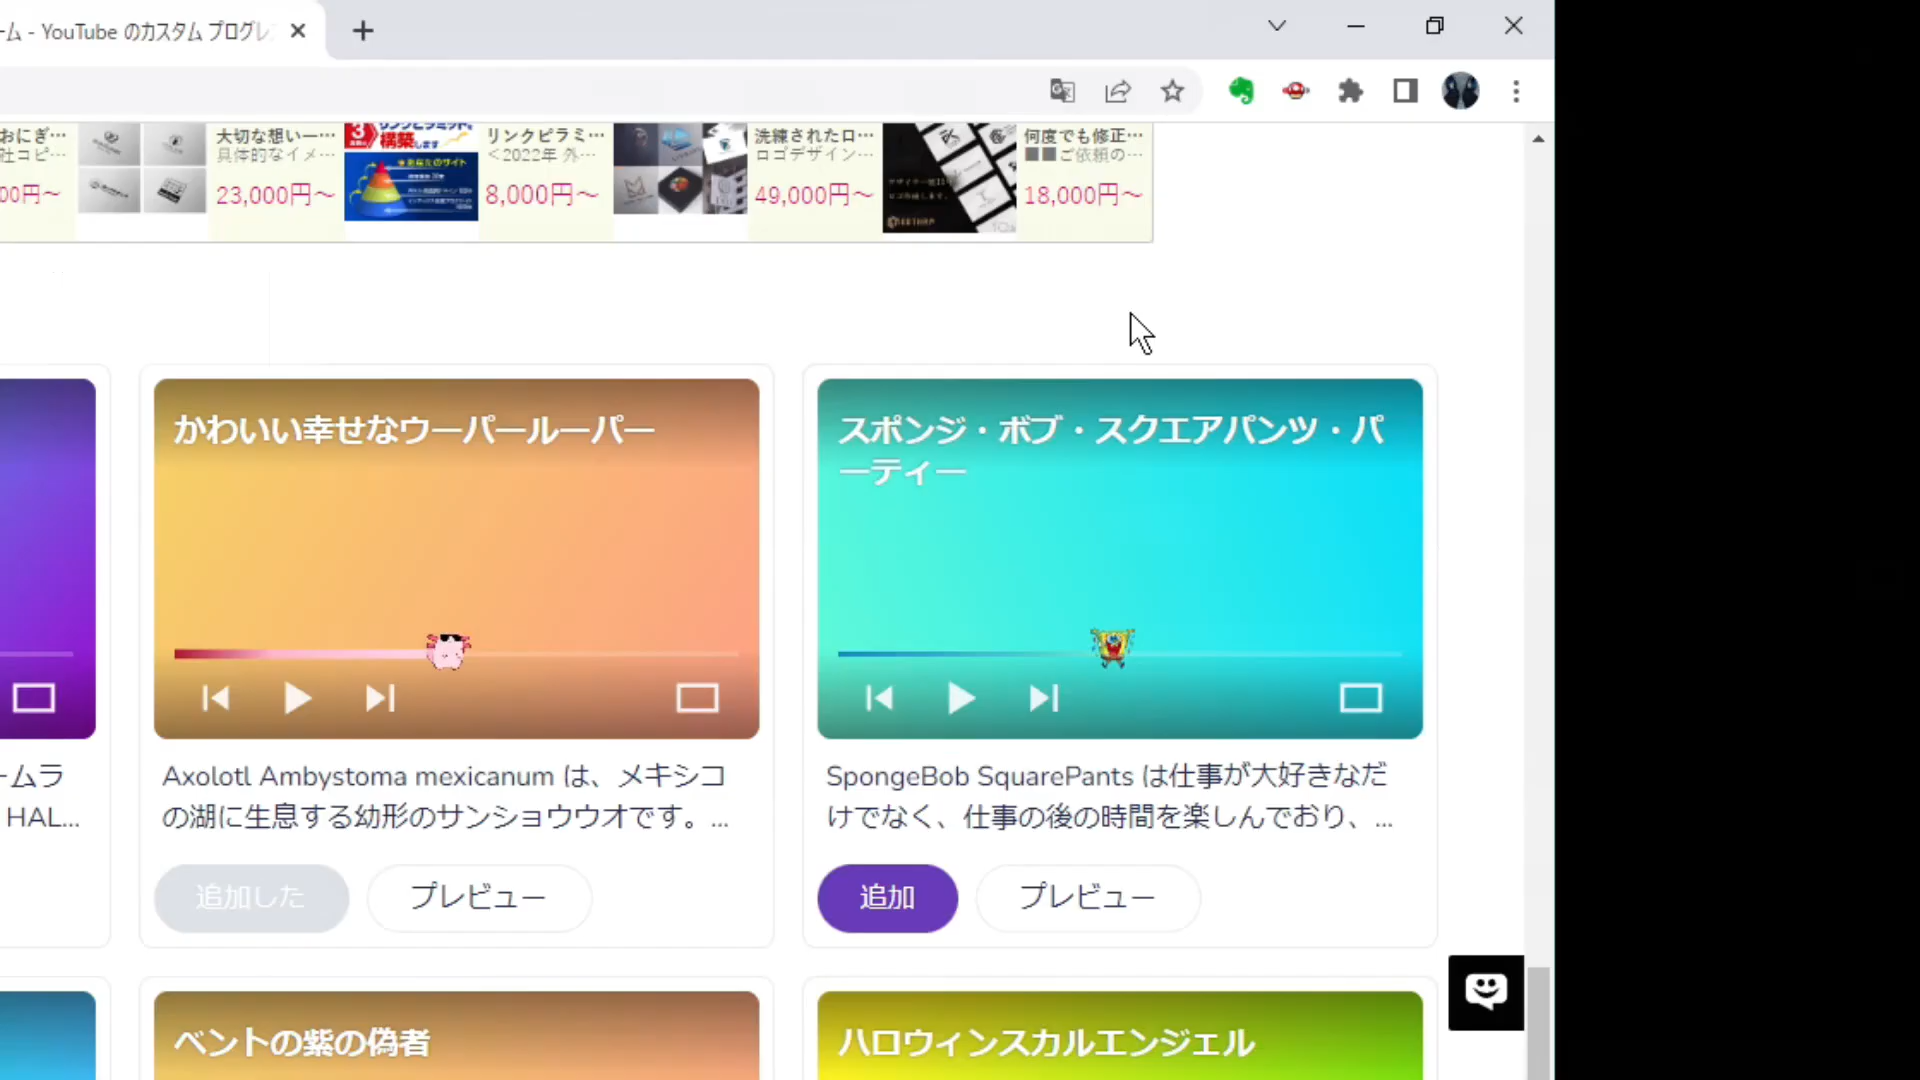 ーム - YouTube のカスタム プログレ
おにぎ…
社コピ…
00円〜
大切な想い一…
具体的なイメ…
23,000円〜
構築します
リンクピラミ…
<2022年 外…
8,000円〜
洗練されたロ…
ロゴデザイン…
49,000円〜
何度でも修正…
■■ご依頼の…
18,000円〜
かわいい幸せなウーパールーパー
スポンジ・ボブ・スクエアパンツ・パ
ーティー
ームラ
HAL...
Axolotl Ambystoma mexicanum は、メキシコ
の湖に生息する幼形のサンショウウオです。...
追加した
プレビュー
SpongeBob SquarePants は仕事が大好きなだ
けでなく、仕事の後の時間を楽しんでおり、...
追加
プレビュー
ベントの紫の偽者
ハロウィンスカルエンジェル